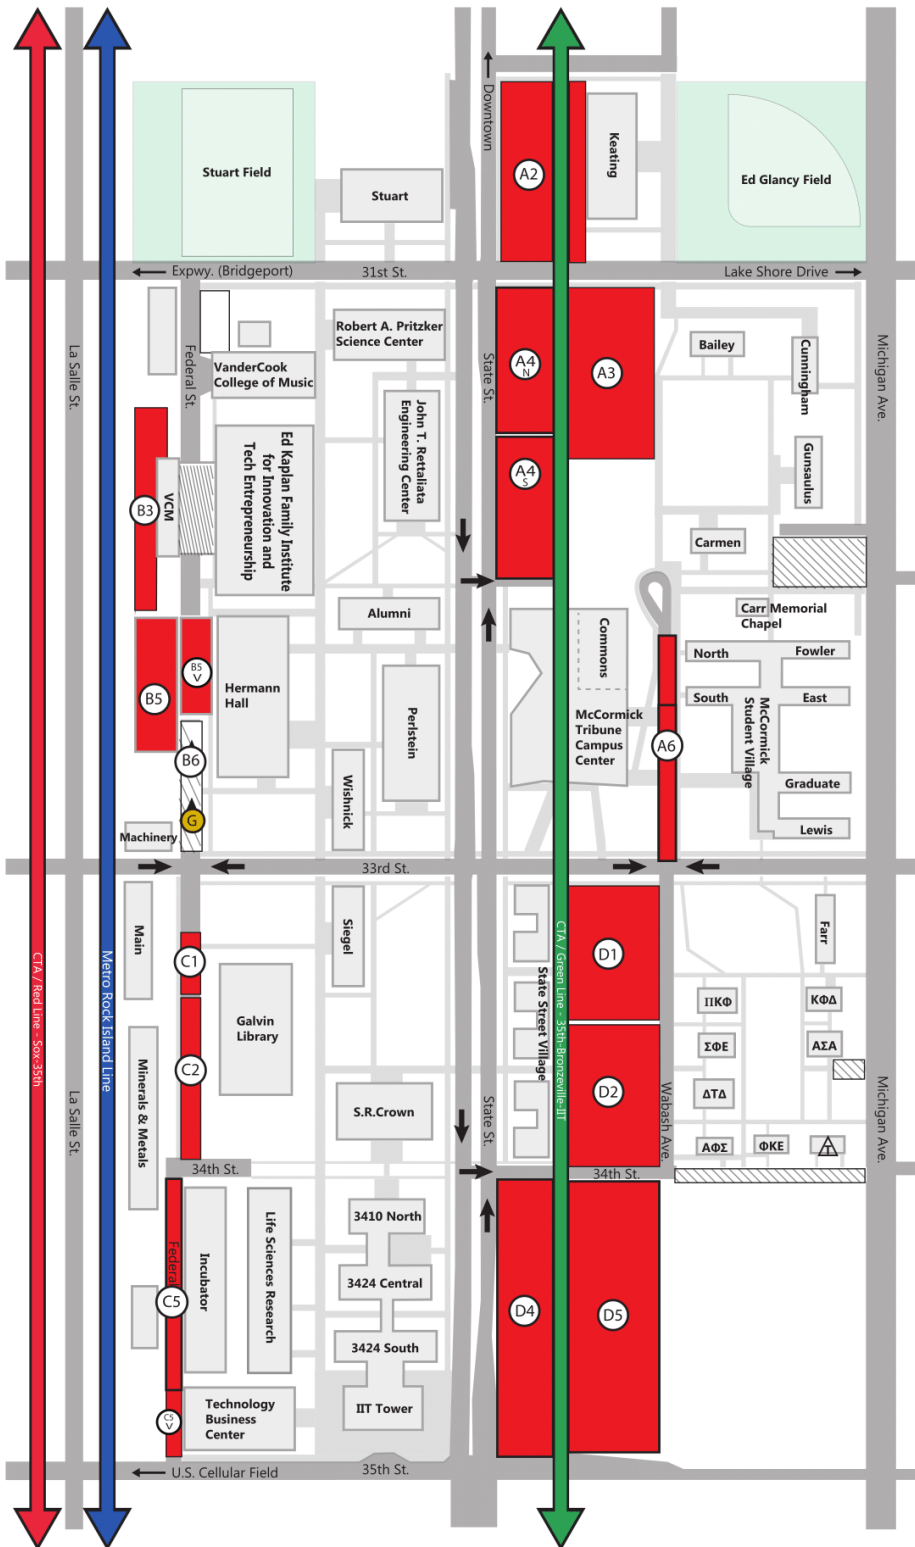 Downtown
Keating
Stuart Field
Stuart
A2
Ed Glancy Field
Expwy. (Bridgeport)
31st St.
Lake Shore Drive
La Salle St.
Federal St.
Robert A. Pritzker
Science Center
State St.
A4
N
A3
Bailey
Cunningham
Michigan Ave.
VanderCook
College of Music
John T. Rettaliata
Engineering Center
Ed Kaplan Family Institute
for Innovation and
Tech Entrepreneurship
A4
S
Gunsaulus
B3
VCM
Carmen
Alumni
Carr Memorial
Chapel
Commons
North
Fowler
B5
B5
V
Hermann
Hall
South
East
McCormick
Student Village
Perlstein
McCormick
Tribune
Campus
Center
A6
B6
Wishnick
Graduate
G
Machinery
Lewis
33rd St.
Main
Siegel
Farr
C1
CTA / Red Line - Sox-35th
Metro Rock Island Line
CTA / Green Line - 35th-Bronzeville-IIT
State Street Village
D1
ΠΚΦ
ΚΦΔ
Galvin
Library
ΣΦΕ
ΑΣΑ
Minerals & Metals
C2
D2
ΔΤΔ
La Salle St.
S.R.Crown
State St.
Wabash Ave.
Michigan Ave.
ΑΦΣ
ΦΚΕ
T
34th St.
34th St.
Federal
Incubator
Life Sciences Research
3410 North
3424 Central
C5
D4
D5
3424 South
Technology
Business
Center
IIT Tower
C5
V
U.S. Cellular Field
35th St.